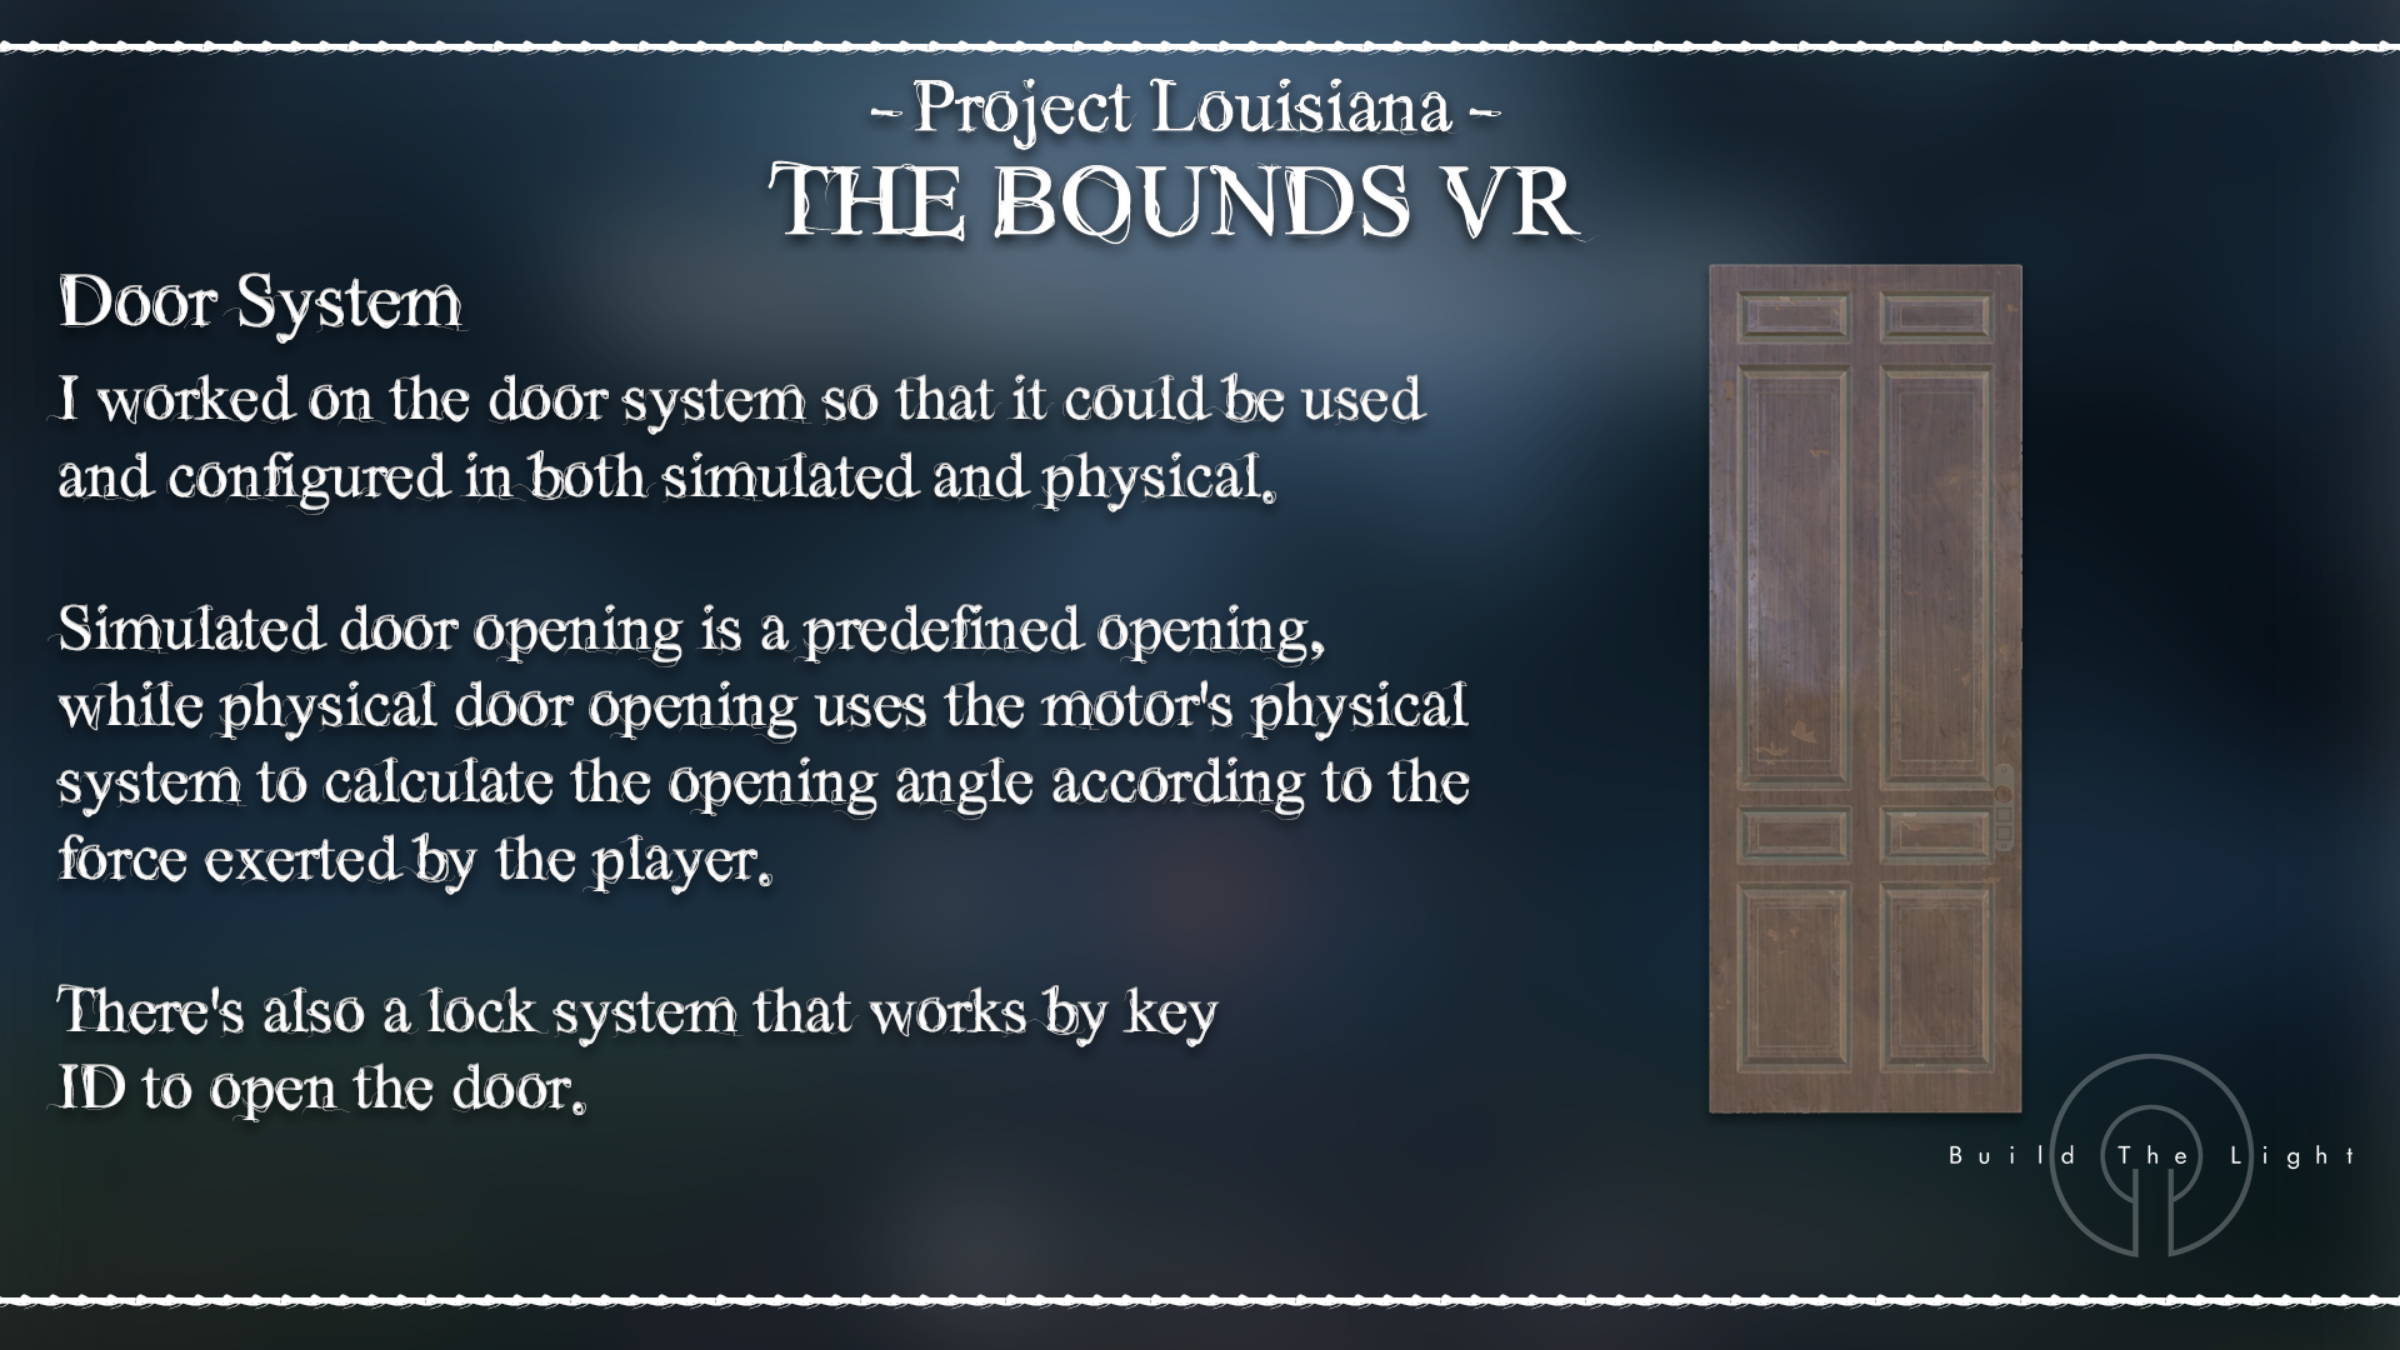 - Project Louisiana -
THE BOUNDS VR
Door System
I worked on the door system so that it could be used
and configured in both simulated and physical.
Simulated door opening is a predefined opening,
while physical door opening uses the motor's physical
system to calculate the opening angle according to the
force exerted by the player.
There's also a lock system that works by key
ID to open the door.
Build The Light